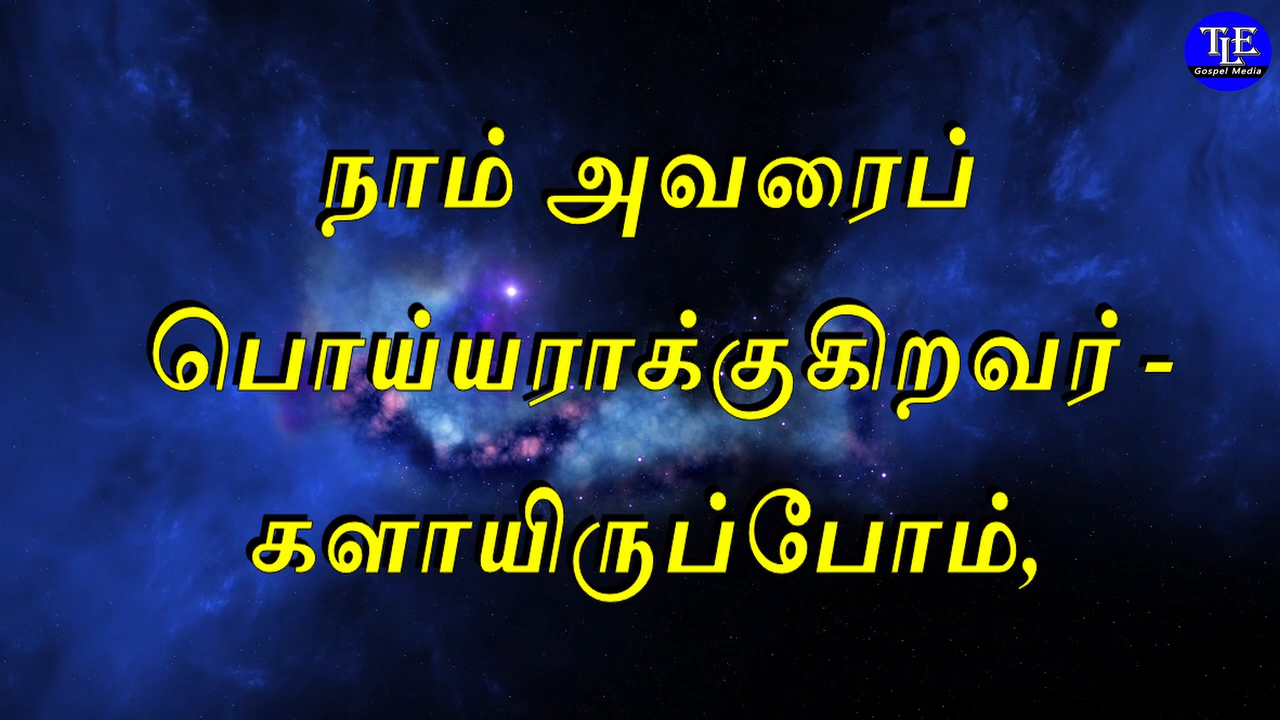 TLE
Gospel Media
நாம் அவரைப்
பொய்யராக்குகிறவர் -
களாயிருப்போம்,